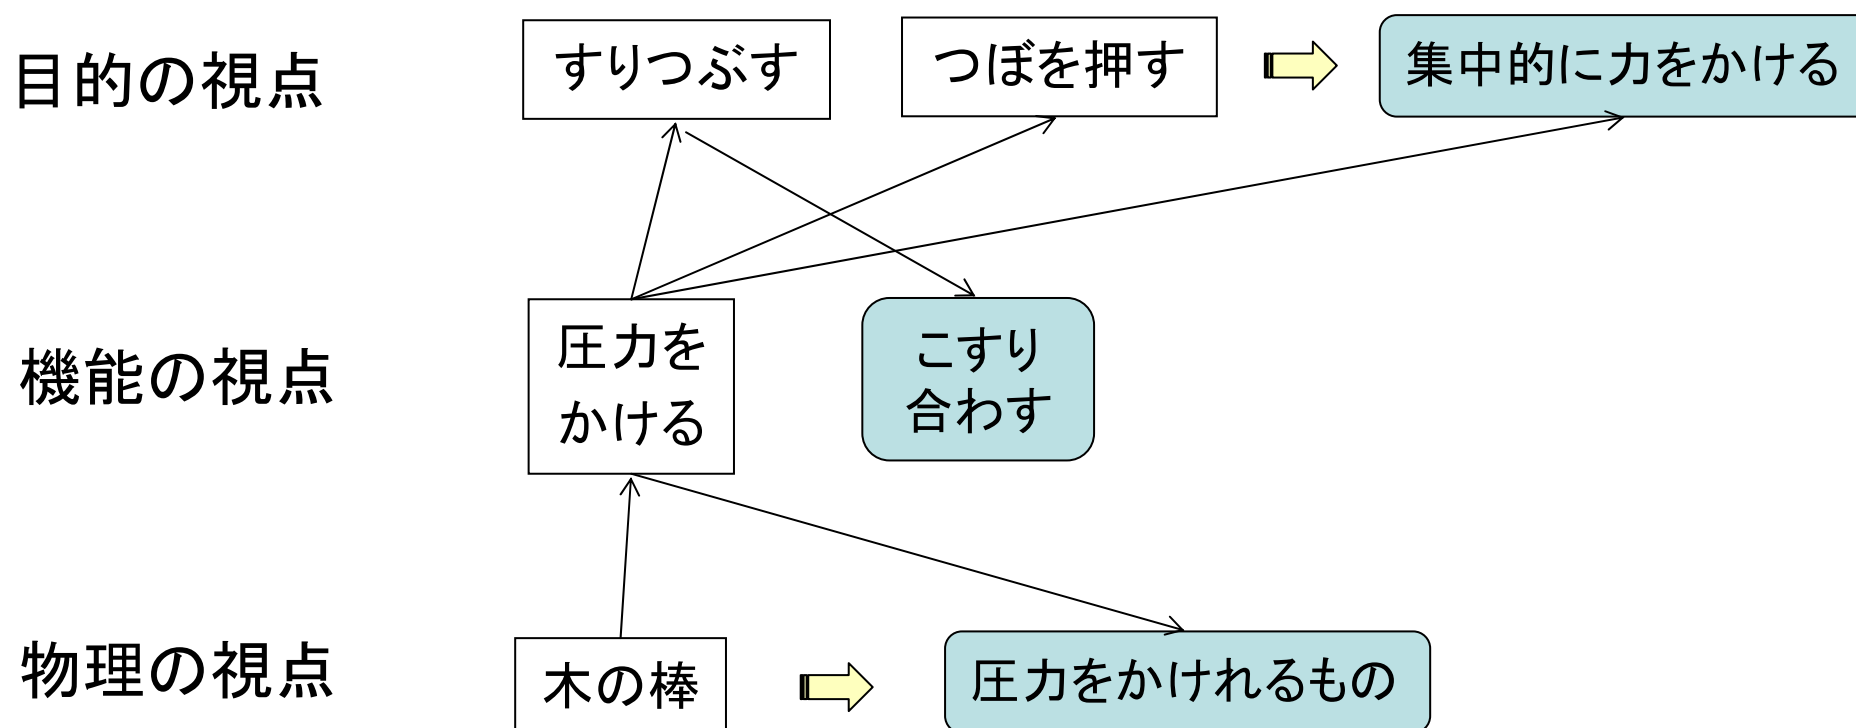 目的の視点
すりつぶす
つぼを押す
集中的に力をかける
機能の視点
圧力を
かける
こすり
合わす
物理の視点
木の棒
圧力をかけれるもの